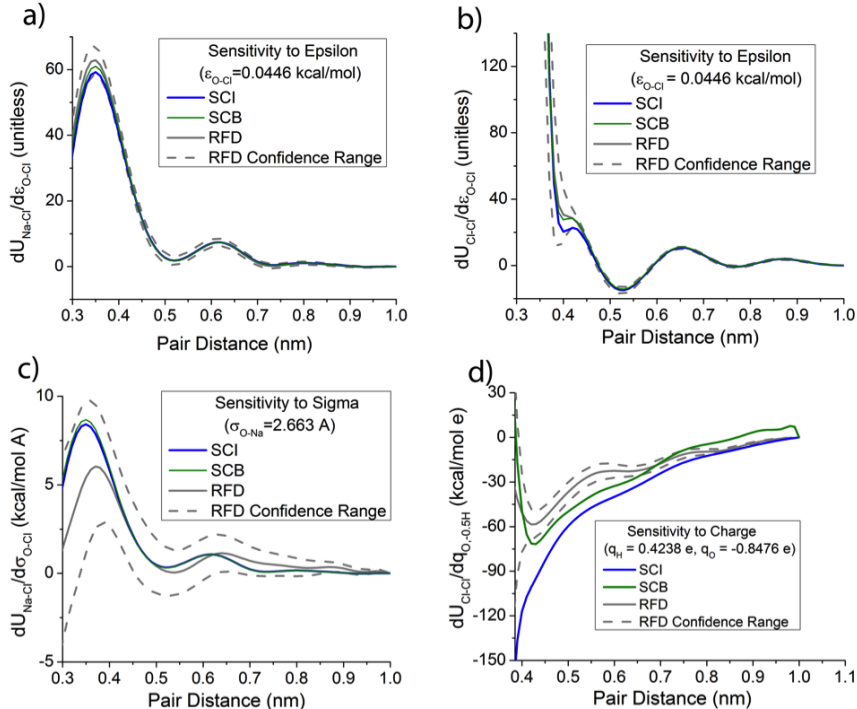 a)
dU_Na-Cl/dε_O-Cl (unitless)
60
40
20
0
Sensitivity to Epsilon
(ε_O-Cl=0.0446 kcal/mol)
SCI
SCB
RFD
RFD Confidence Range
0.3 0.4 0.5 0.6 0.7 0.8 0.9 1.0
Pair Distance (nm)
b)
dU_Cl-Cl/dε_O-Cl (unitless)
120
80
40
0
Sensitivity to Epsilon
(ε_O-Cl = 0.0446 kcal/mol)
SCI
SCB
RFD
RFD Confidence Range
0.3 0.4 0.5 0.6 0.7 0.8 0.9 1.0
Pair Distance (nm)
c)
dU_Na-Cl/dσ_O-Cl (kcal/mol A)
10
5
0
-5
Sensitivity to Sigma
(σ_O-Na=2.663 A)
SCI
SCB
RFD
RFD Confidence Range
0.3 0.4 0.5 0.6 0.7 0.8 0.9 1.0
Pair Distance (nm)
d)
dU_Cl-Cl/dq_O,-0.5H (kcal/mol e)
30
0
-30
-60
-90
-120
-150
Sensitivity to Charge
(q_H = 0.4238 e, q_O = -0.8476 e)
SCI
SCB
RFD
RFD Confidence Range
0.4 0.5 0.6 0.7 0.8 0.9 1.0 1.1
Pair Distance (nm)